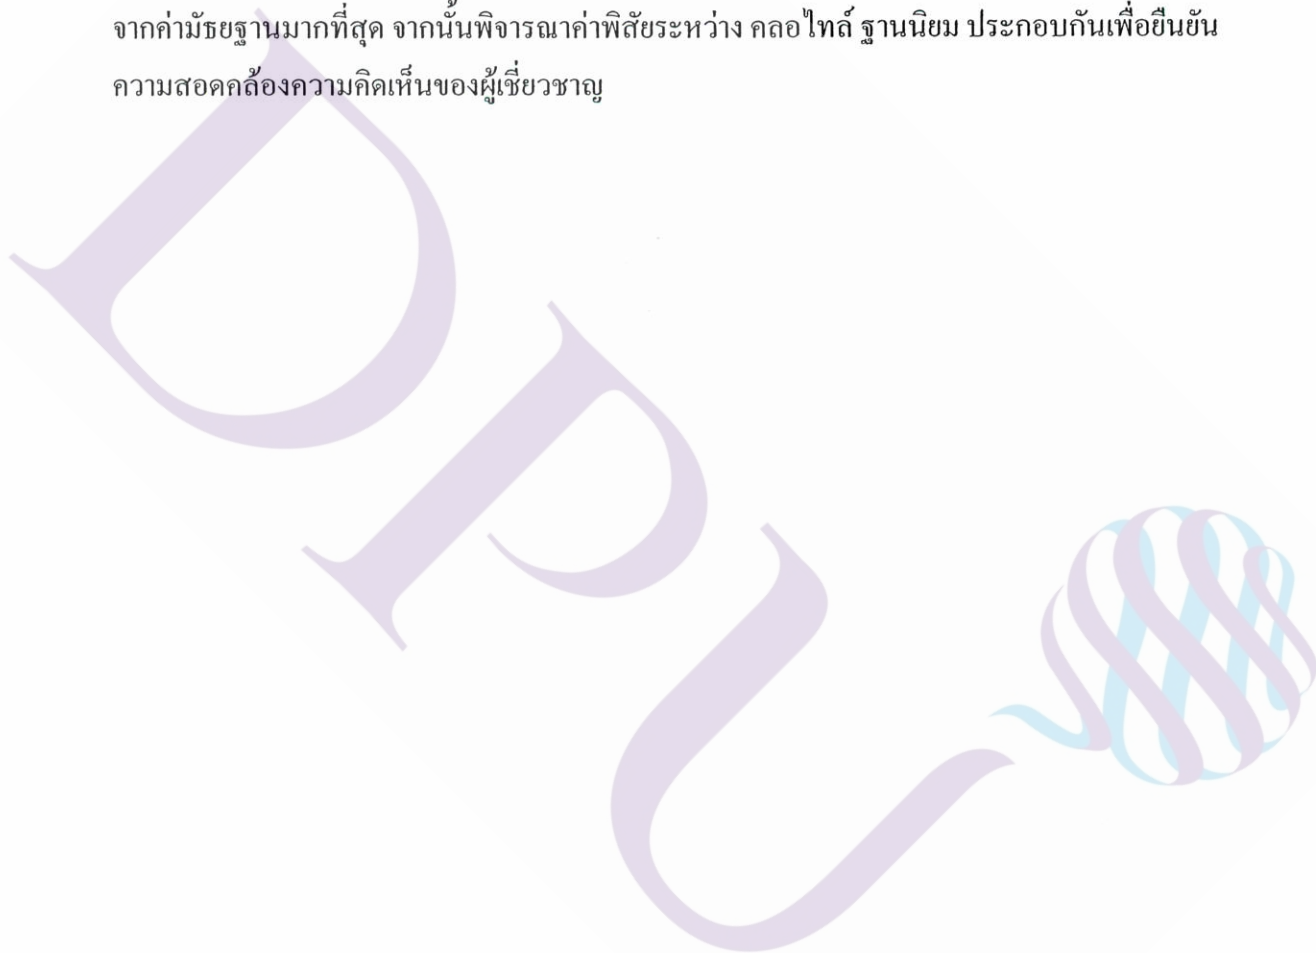 จากค่ามัธยฐานมากที่สุด จากนั้นพิจารณาค่าพิสัยระหว่าง คลอไทล์ ฐานนิยม ประกอบกันเพื่อยืนยัน
ความสอดคล้องความคิดเห็นของผู้เชี่ยวชาญ
DPU